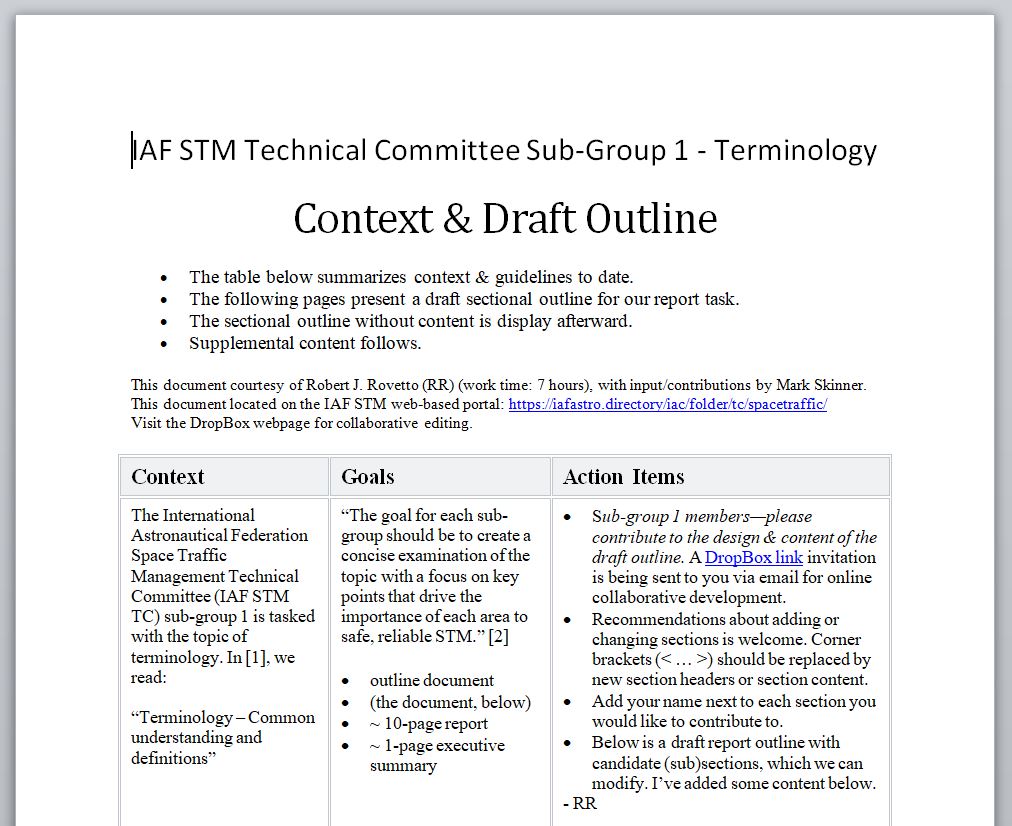 IAF STM Technical Committee Sub-Group 1 - Terminology
Context & Draft Outline
• The table below summarizes context & guidelines to date.
• The following pages present a draft sectional outline for our report task.
• The sectional outline without content is display afterward.
• Supplemental content follows.
This document courtesy of Robert J. Rovetto (RR) (work time: 7 hours), with input/contributions by Mark Skinner.
This document located on the IAF STM web-based portal: https://iafastro.directory/iac/folder/tc/spacetraffic/
Visit the DropBox webpage for collaborative editing.
Context
The International
Astronautical Federation
Space Traffic
Management Technical
Committee (IAF STM
TC) sub-group 1 is tasked
with the topic of
terminology. In [1], we
read:
“Terminology – Common
understanding and
definitions”
Goals
“The goal for each sub-
group should be to create a
concise examination of the
topic with a focus on key
points that drive the
importance of each area to
safe, reliable STM.” [2]
• outline document
• (the document, below)
• ~ 10-page report
• ~ 1-page executive
summary
Action Items
• Sub-group 1 members—please
contribute to the design & content of the
draft outline. A DropBox link invitation
is being sent to you via email for online
collaborative development.
• Recommendations about adding or
changing sections is welcome. Corner
brackets (< … >) should be replaced by
new section headers or section content.
• Add your name next to each section you
would like to contribute to.
• Below is a draft report outline with
candidate (sub)sections, which we can
modify. I’ve added some content below.
- RR